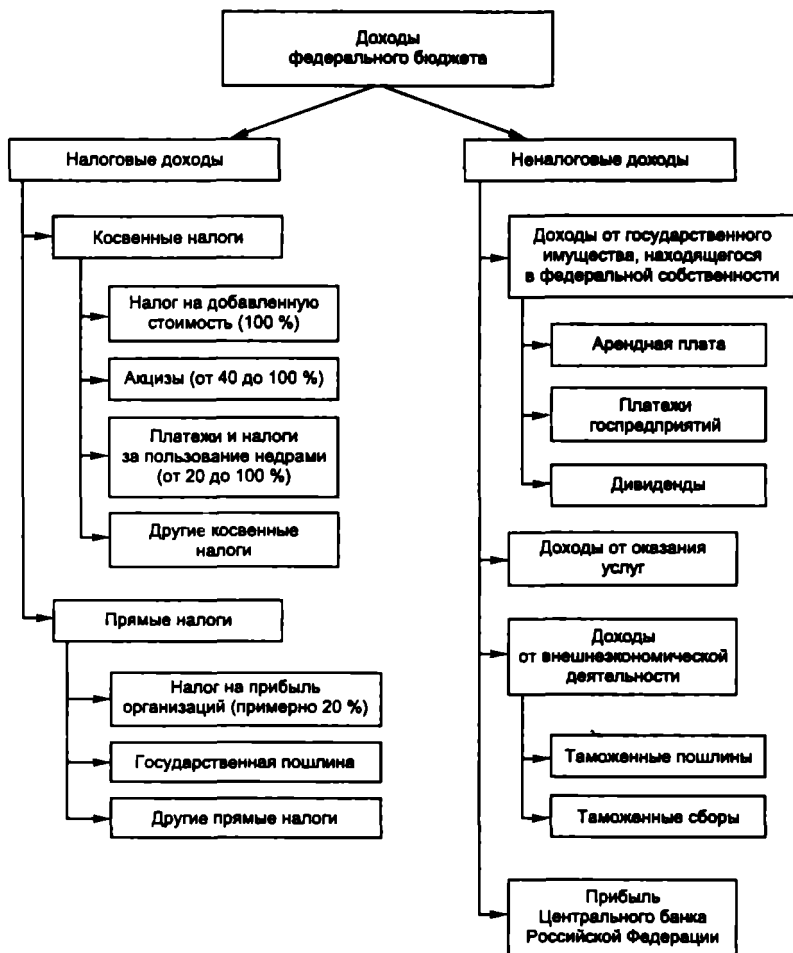 Доходы
федерального бюджета
Налоговые доходы
Косвенные налоги
Налог на добавленную
стоимость (100 %)
Акцизы (от 40 до 100 %)
Платежи и налоги
за пользование недрами
(от 20 до 100 %)
Другие косвенные
налоги
Прямые налоги
Налог на прибыль
организаций (примерно 20 %)
Государственная пошлина
Другие прямые налоги
Неналоговые доходы
Доходы от государственного
имущества, находящегося
в федеральной собственности
Арендная плата
Платежи
госпредприятий
Дивиденды
Доходы от оказания
услуг
Доходы
от внешнеэкономической
деятельности
Таможенные пошлины
Таможенные сборы
Прибыль
Центрального банка
Российской Федерации